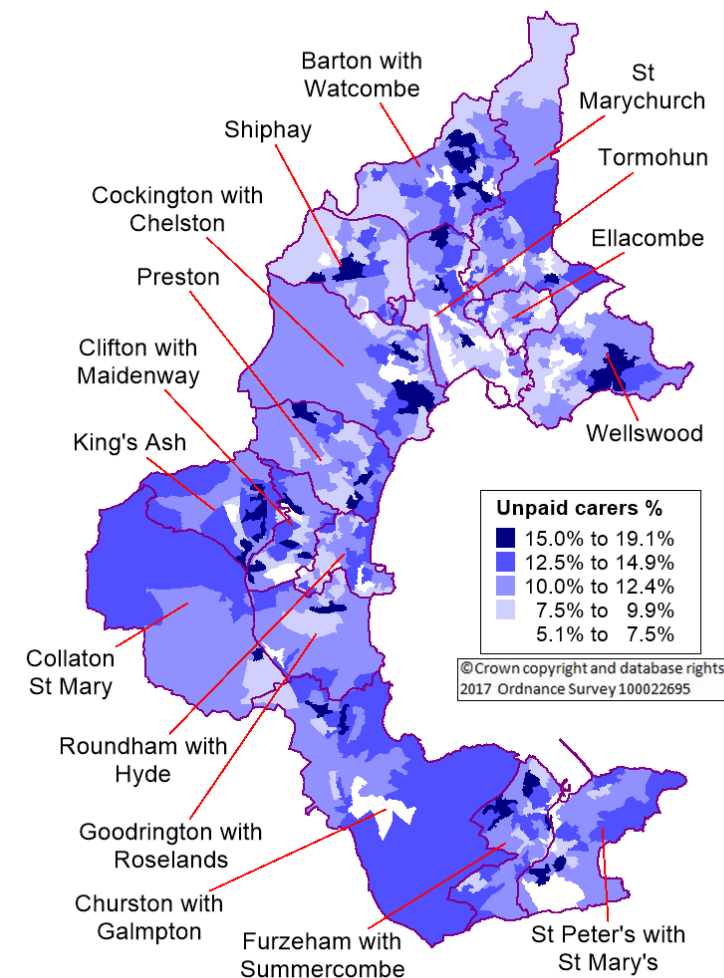 Barton with
Watcombe
St
Marychurch
Shiphay
Tormohun
Cockington with
Chelston
Ellacombe
Preston
Clifton with
Maidenway
King's Ash
Wellswood
Unpaid carers %
15.0% to 19.1%
12.5% to 14.9%
10.0% to 12.4%
7.5% to 9.9%
5.1% to 7.5%
©Crown copyright and database rights
2017 Ordnance Survey 100022695
Collaton
St Mary
Roundham with
Hyde
Goodrington with
Roselands
Churston with
Galmpton
Furzeham with
Summercombe
St Peter's with
St Mary's